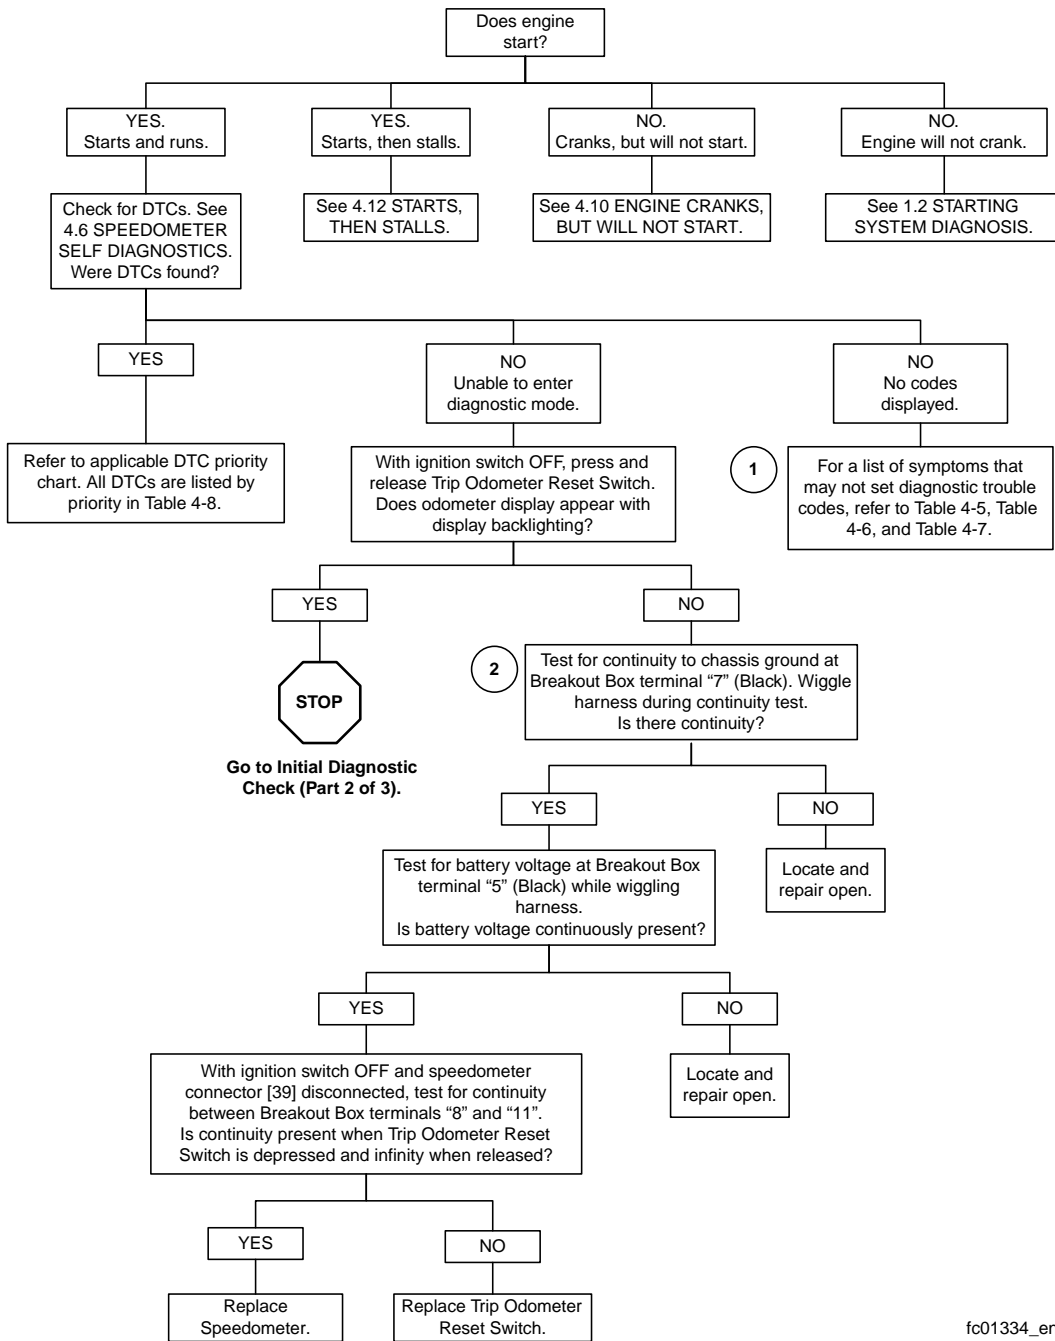 Does engine
start?
YES.
Starts and runs.
YES.
Starts, then stalls.
NO.
Cranks, but will not start.
NO.
Engine will not crank.
Check for DTCs. See
4.6 SPEEDOMETER
SELF DIAGNOSTICS.
Were DTCs found?
See 4.12 STARTS,
THEN STALLS.
See 4.10 ENGINE CRANKS,
BUT WILL NOT START.
See 1.2 STARTING
SYSTEM DIAGNOSIS.
YES
NO
Unable to enter
diagnostic mode.
NO
No codes
displayed.
Refer to applicable DTC priority
chart. All DTCs are listed by
priority in Table 4-8.
With ignition switch OFF, press and
release Trip Odometer Reset Switch.
Does odometer display appear with
display backlighting?
1
For a list of symptoms that
may not set diagnostic trouble
codes, refer to Table 4-5, Table
4-6, and Table 4-7.
YES
NO
STOP
Go to Initial Diagnostic
Check (Part 2 of 3).
2
Test for continuity to chassis ground at
Breakout Box terminal “7” (Black). Wiggle
harness during continuity test.
Is there continuity?
YES
NO
Test for battery voltage at Breakout Box
terminal “5” (Black) while wiggling
harness.
Is battery voltage continuously present?
Locate and
repair open.
YES
NO
With ignition switch OFF and speedometer
connector [39] disconnected, test for continuity
between Breakout Box terminals “8” and “11”.
Is continuity present when Trip Odometer Reset
Switch is depressed and infinity when released?
Locate and
repair open.
YES
NO
Replace
Speedometer.
Replace Trip Odometer
Reset Switch.
fc01334_en